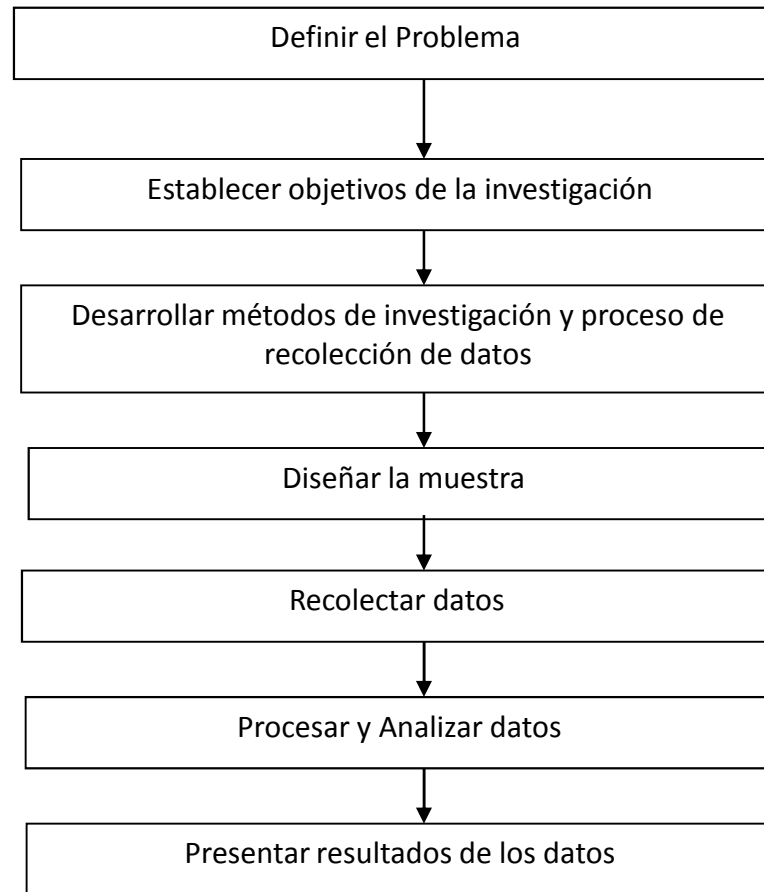 Definir el Problema
Establecer objetivos de la investigación
Desarrollar métodos de investigación y proceso de
recolección de datos
Diseñar la muestra
Recolectar datos
Procesar y Analizar datos
Presentar resultados de los datos